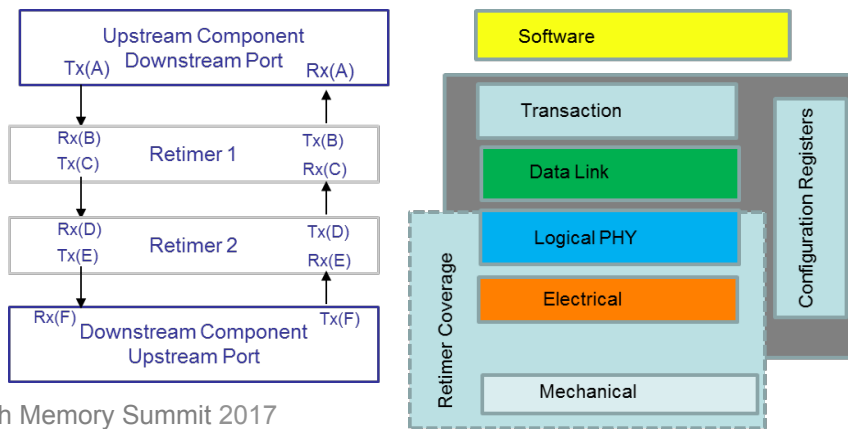 Upstream Component
Downstream Port
Tx(A)
Rx(A)
Rx(B)
Tx(C)
Retimer 1
Tx(B)
Rx(C)
Rx(D)
Tx(E)
Retimer 2
Tx(D)
Rx(E)
Rx(F)
Tx(F)
Downstream Component
Upstream Port
Memory Summit 2017
Software
Transaction
Data Link
Logical PHY
Electrical
Mechanical
Retimer Coverage
Configuration Registers